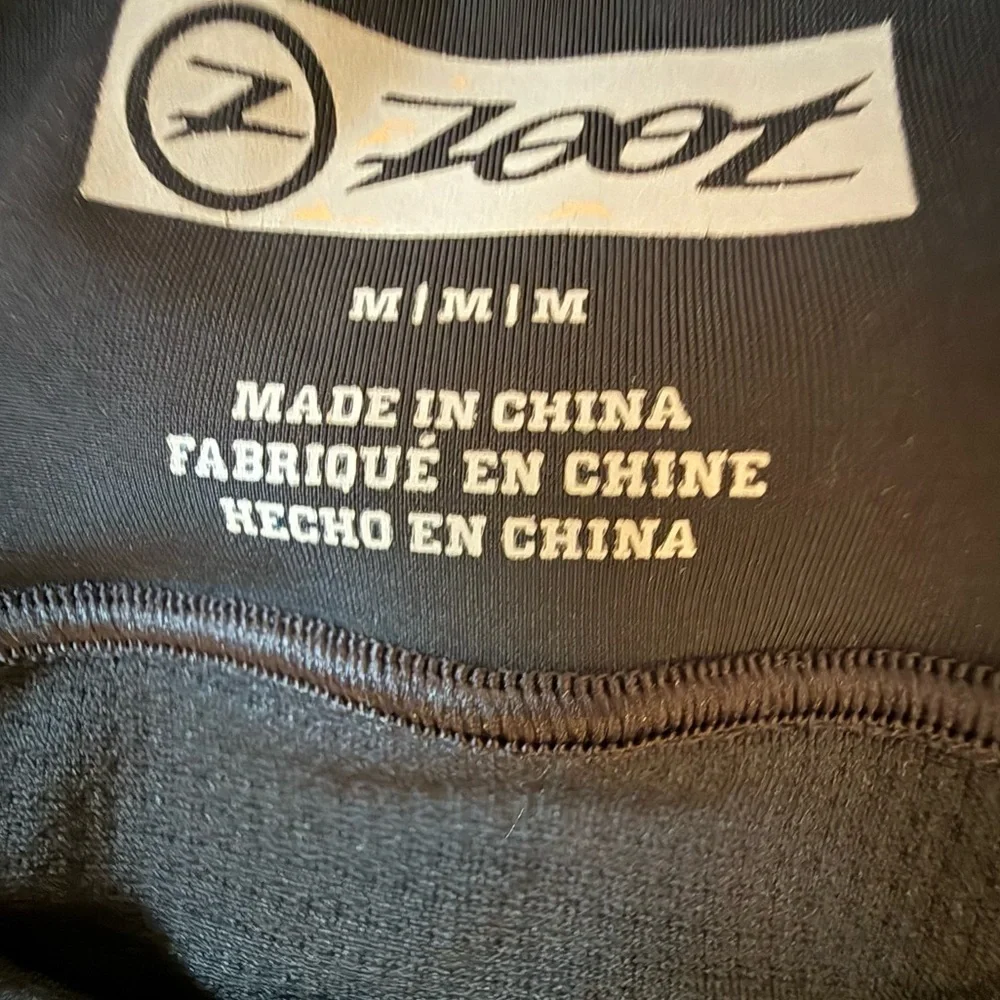 Z ZOOT
M|M|M
MADE IN CHINA
FABRIQUÉ EN CHINE
HECHO EN CHINA